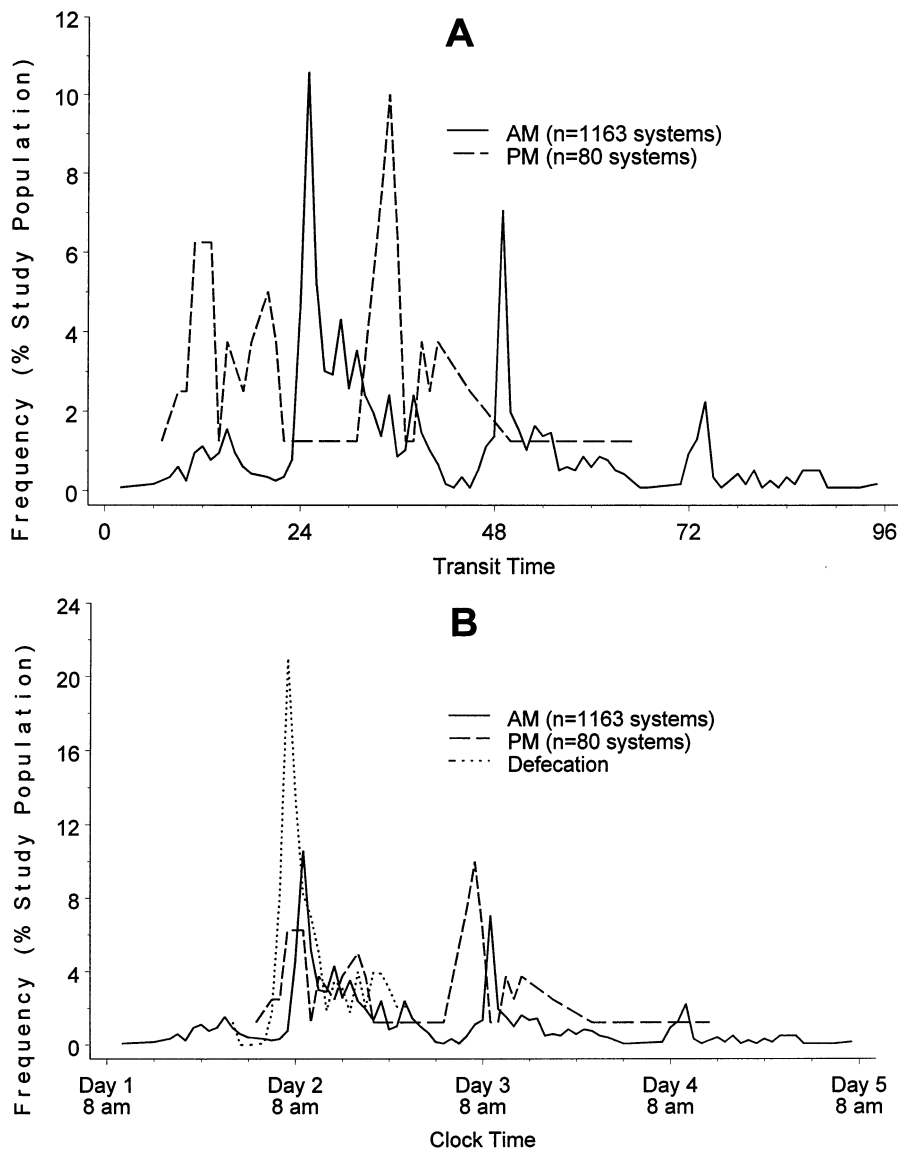 A
12
10
8
6
4
2
0
Frequency (% Study Population)
AM (n=1163 systems)
PM (n=80 systems)
0 24 48 72 96
Transit Time
B
24
20
16
12
8
4
0
Frequency (% Study Population)
AM (n=1163 systems)
PM (n=80 systems)
Defecation
Day 1 Day 2 Day 3 Day 4 Day 5
8 am 8 am 8 am 8 am 8 am
Clock Time